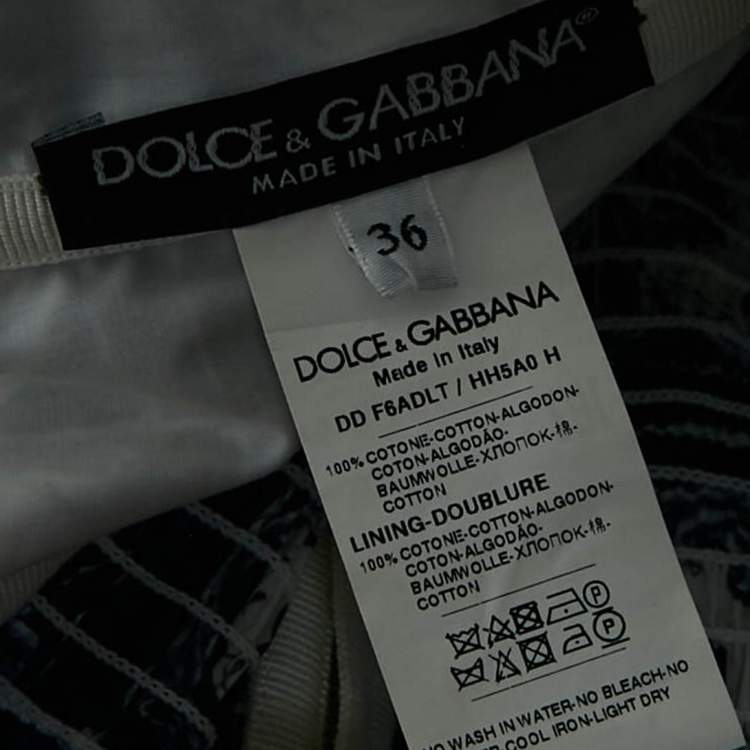 DOLCE & GABBANA
MADE IN ITALY
36
DOLCE & GABBANA
Made in Italy
DD F6ADLT / HH5A0 H
100% COTONE-COTTON-ALGODON-
COTON-ALGODÃO-
BAUMWOLLE-ХЛОПОК-棉-
COTTON
LINING-DOUBLURE
100% COTONE-COTTON-ALGODON-
COTON-ALGODÃO-
BAUMWOLLE-ХЛОПОК-棉-
COTTON
P
P
WASH IN WATER-NO BLEACH-NO
COOL IRON-LIGHT DRY